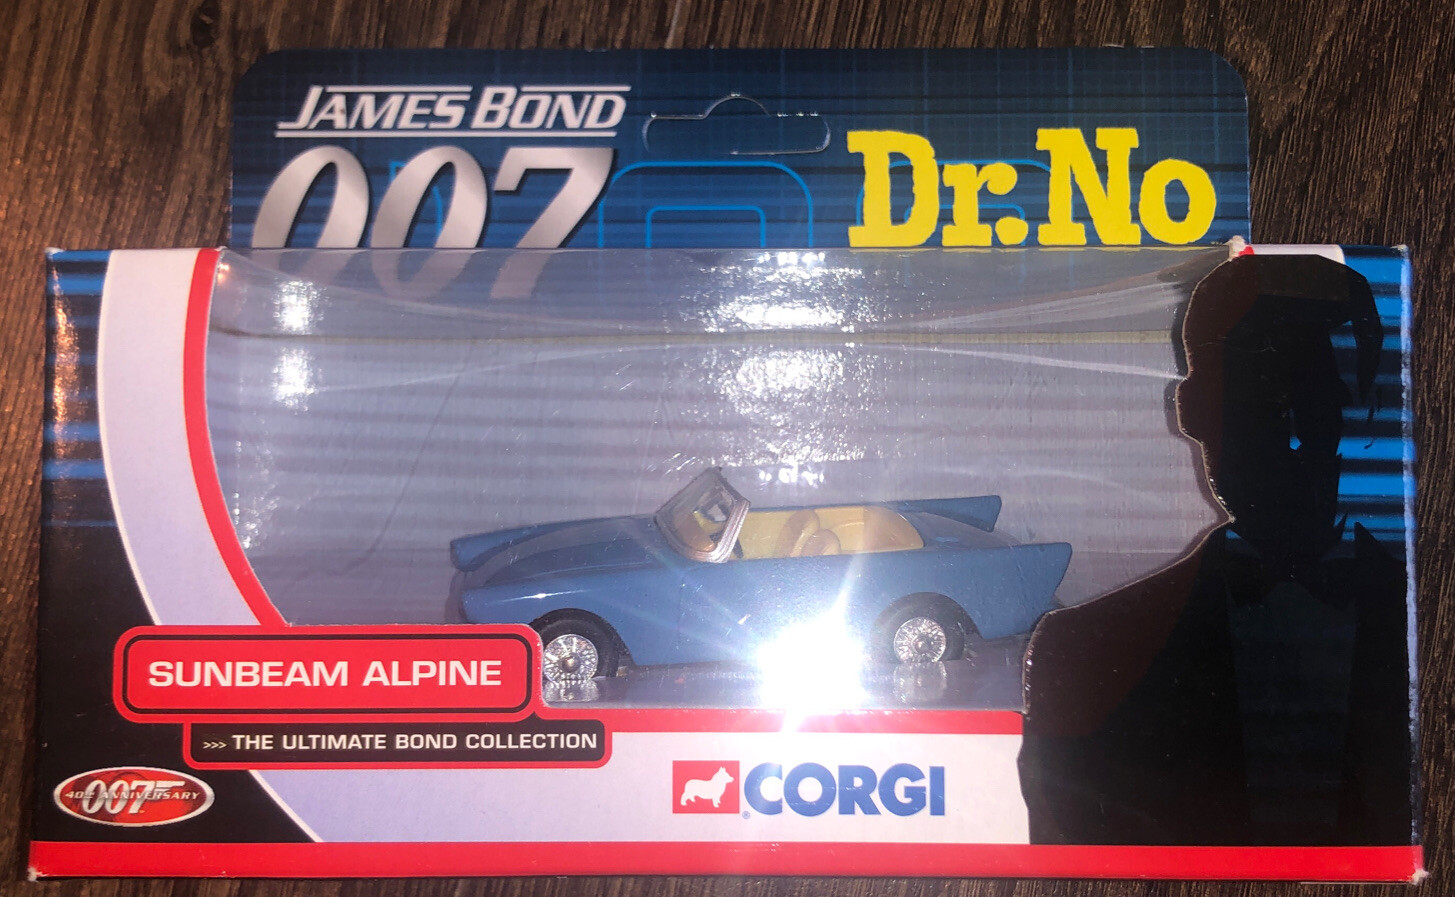 JAMES BOND
007
Dr.No
SUNBEAM ALPINE
>>> THE ULTIMATE BOND COLLECTION
007
40th ANNIVERSARY
CORGI